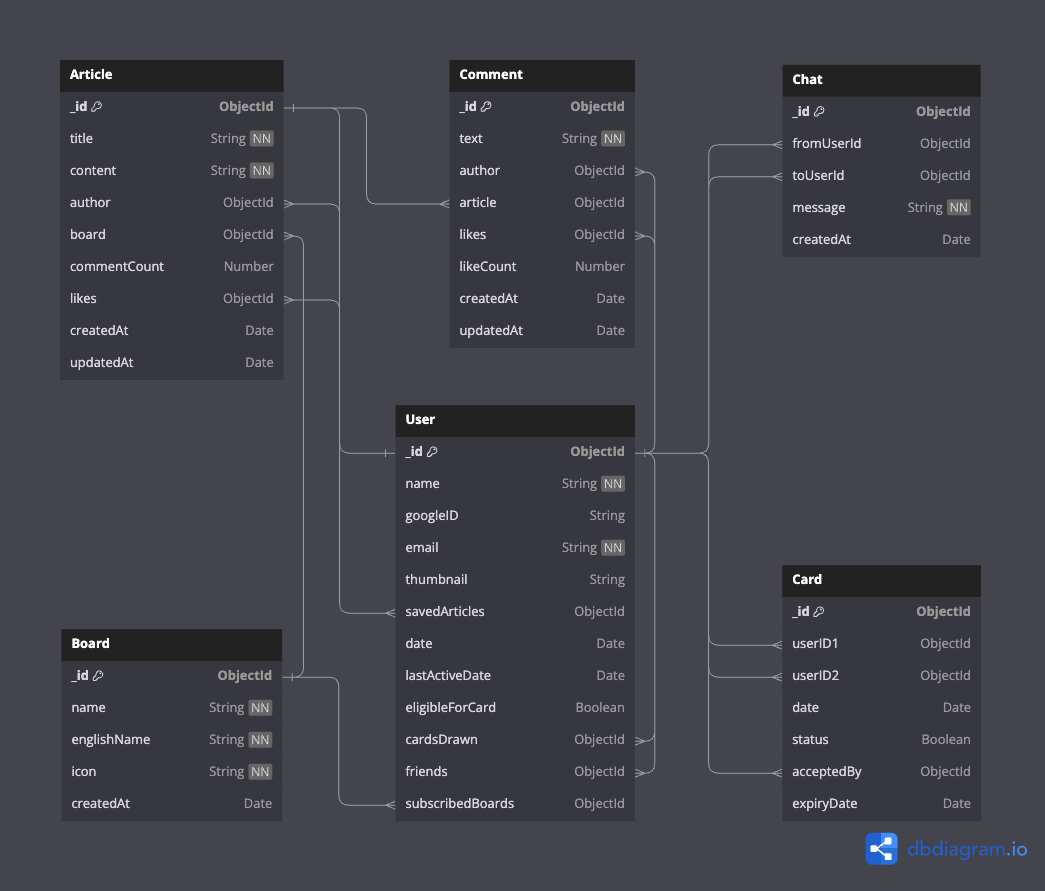 Article
_id ObjectId
title String NN
content String NN
author ObjectId
board ObjectId
commentCount Number
likes ObjectId
createdAt Date
updatedAt Date
Comment
_id ObjectId
text String NN
author ObjectId
article ObjectId
likes ObjectId
likeCount Number
createdAt Date
updatedAt Date
Chat
_id ObjectId
fromUserId ObjectId
toUserId ObjectId
message String NN
createdAt Date
User
_id ObjectId
name String NN
googleID String
email String NN
thumbnail String
savedArticles ObjectId
date Date
lastActiveDate Date
eligibleForCard Boolean
cardsDrawn ObjectId
friends ObjectId
subscribedBoards ObjectId
Board
_id ObjectId
name String NN
englishName String NN
icon String NN
createdAt Date
Card
_id ObjectId
userID1 ObjectId
userID2 ObjectId
date Date
status Boolean
acceptedBy ObjectId
expiryDate Date
dbdiagram.io